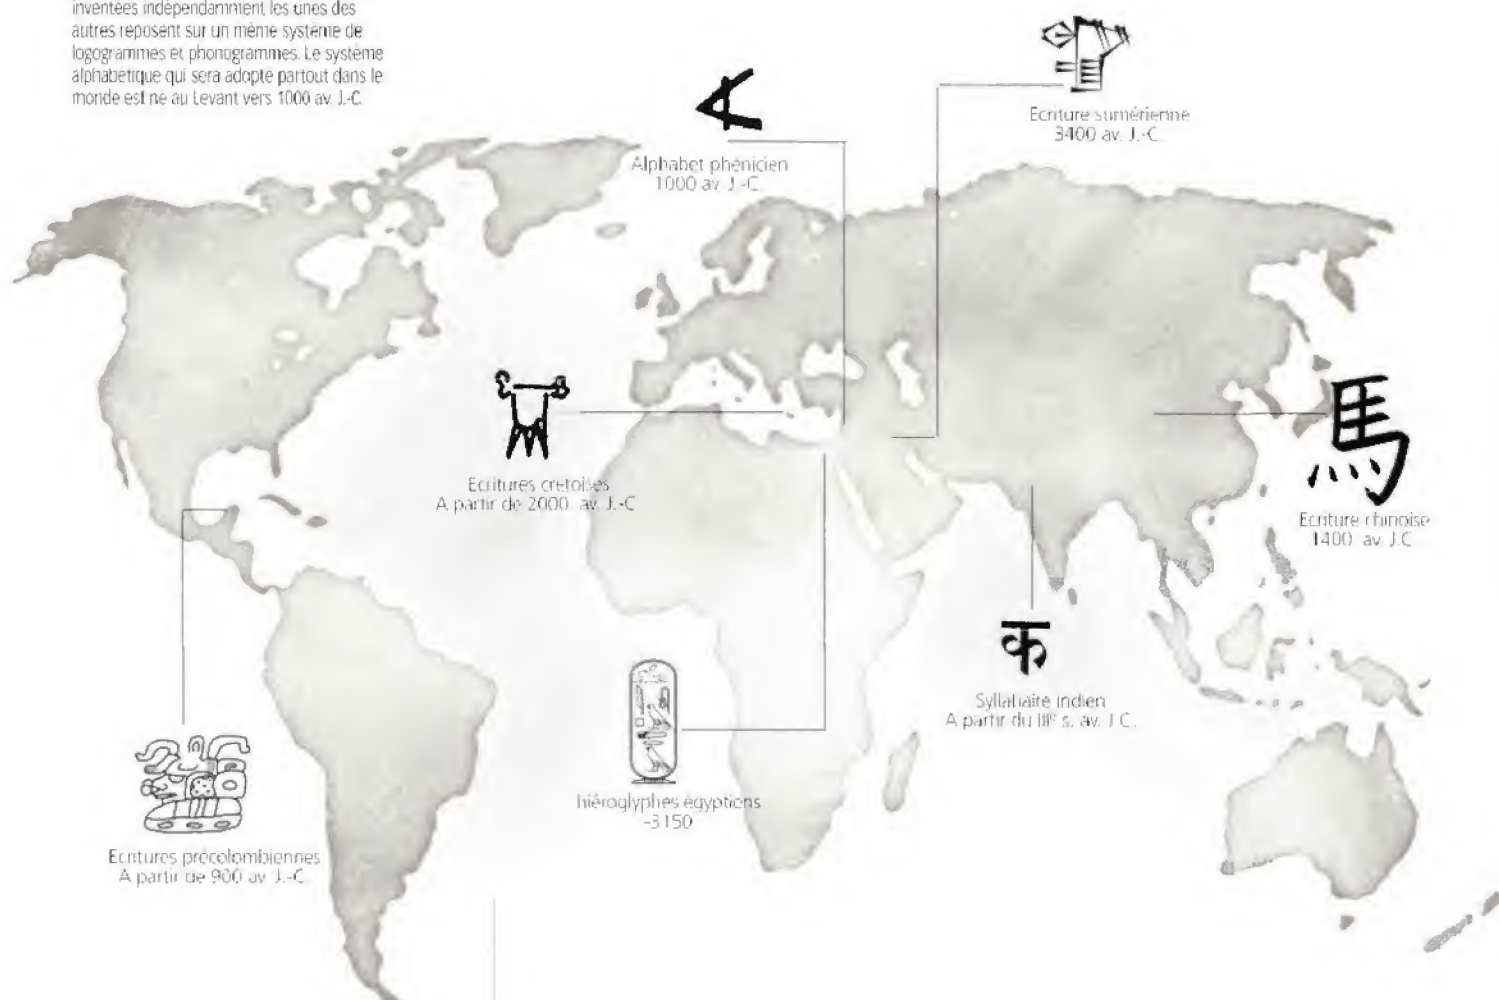 inventées indépendamment les unes des
autres reposent sur un même système de
logogrammes et phonogrammes. Le système
alphabétique qui sera adopté partout dans le
monde est né au Levant vers 1000 av. J.-C.
Ecriture sumérienne
3400 av. J.-C.
Alphabet phénicien
1000 av. J.-C.
Ecritures crétoises
A partir de 2000. av. J.-C
馬
Ecriture chinoise
1400. av. J.C
क
Syllabaire indien
A partir du IIIe s. av. J.C.
hiéroglyphes égyptiens
-3150
Ecritures précolombiennes
A partir de 900 av. J.-C.